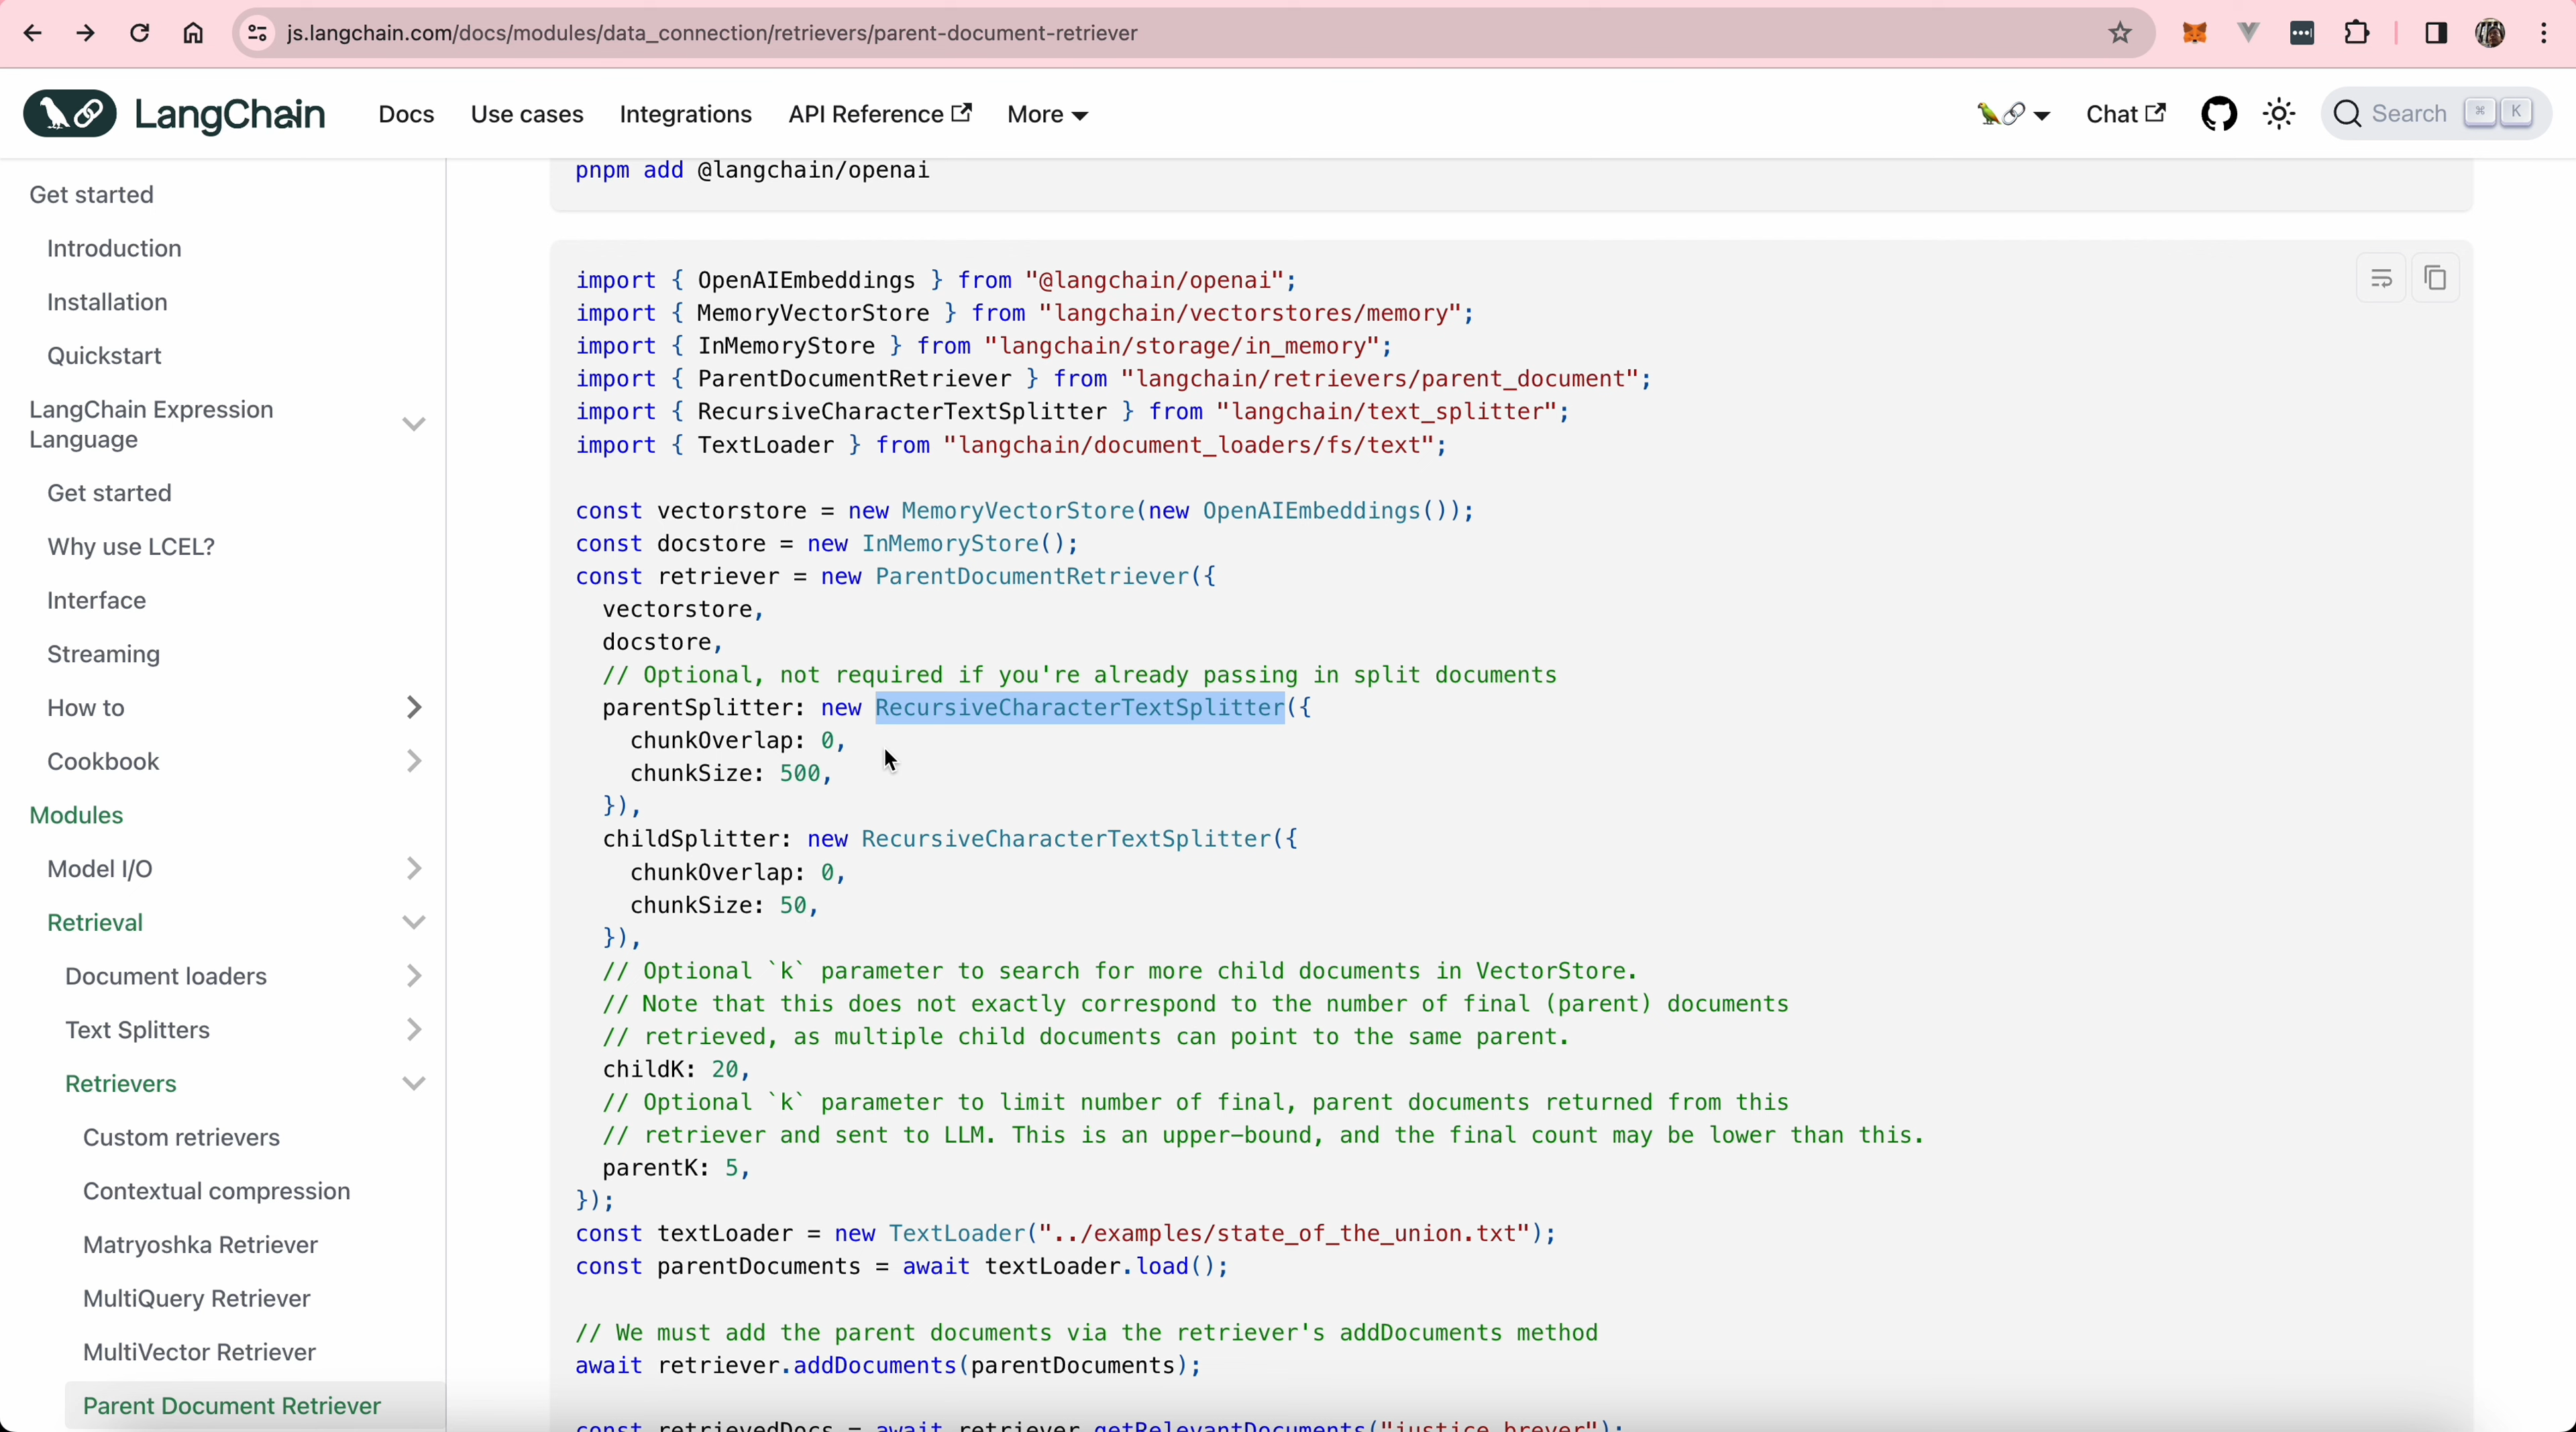 js.langchain.com/docs/modules/data_connection/retrievers/parent-document-retriever
LangChain
Docs
Use cases
Integrations
API Reference
More
Chat
Search
⌘
K
Get started
Introduction
Installation
Quickstart
LangChain Expression
Language
Get started
Why use LCEL?
Interface
Streaming
How to
Cookbook
Modules
Model I/O
Retrieval
Document loaders
Text Splitters
Retrievers
Custom retrievers
Contextual compression
Matryoshka Retriever
MultiQuery Retriever
MultiVector Retriever
Parent Document Retriever
pnpm add @langchain/openai
import { OpenAIEmbeddings } from "@langchain/openai";
import { MemoryVectorStore } from "langchain/vectorstores/memory";
import { InMemoryStore } from "langchain/storage/in_memory";
import { ParentDocumentRetriever } from "langchain/retrievers/parent_document";
import { RecursiveCharacterTextSplitter } from "langchain/text_splitter";
import { TextLoader } from "langchain/document_loaders/fs/text";
const vectorstore = new MemoryVectorStore(new OpenAIEmbeddings());
const docstore = new InMemoryStore();
const retriever = new ParentDocumentRetriever({
vectorstore,
docstore,
// Optional, not required if you're already passing in split documents
parentSplitter: new RecursiveCharacterTextSplitter({
chunkOverlap: 0,
chunkSize: 500,
}),
childSplitter: new RecursiveCharacterTextSplitter({
chunkOverlap: 0,
chunkSize: 50,
}),
// Optional `k` parameter to search for more child documents in VectorStore.
// Note that this does not exactly correspond to the number of final (parent) documents
// retrieved, as multiple child documents can point to the same parent.
childK: 20,
// Optional `k` parameter to limit number of final, parent documents returned from this
// retriever and sent to LLM. This is an upper-bound, and the final count may be lower than this.
parentK: 5,
});
const textLoader = new TextLoader("../examples/state_of_the_union.txt");
const parentDocuments = await textLoader.load();
// We must add the parent documents via the retriever's addDocuments method
await retriever.addDocuments(parentDocuments);
const retrievedDocs = await retriever.getRelevantDocuments("justice breyer");